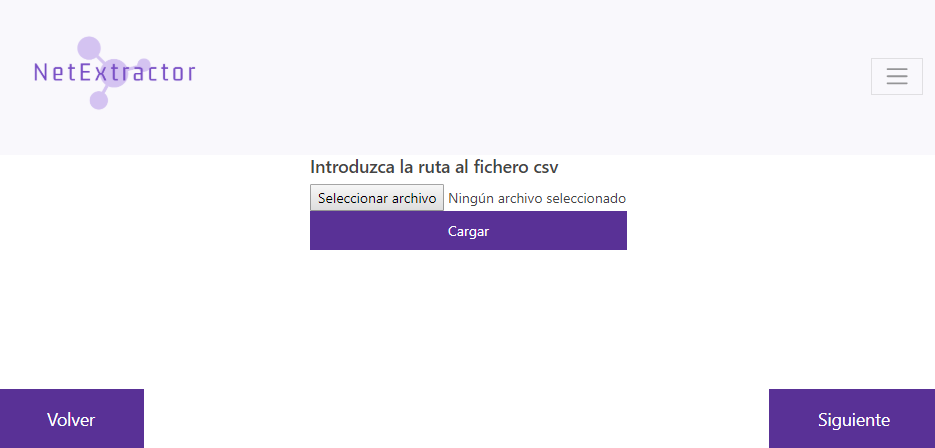 NetExtractor
Introduzca la ruta al fichero csv
Seleccionar archivo Ningún archivo seleccionado
Cargar
Volver
Siguiente